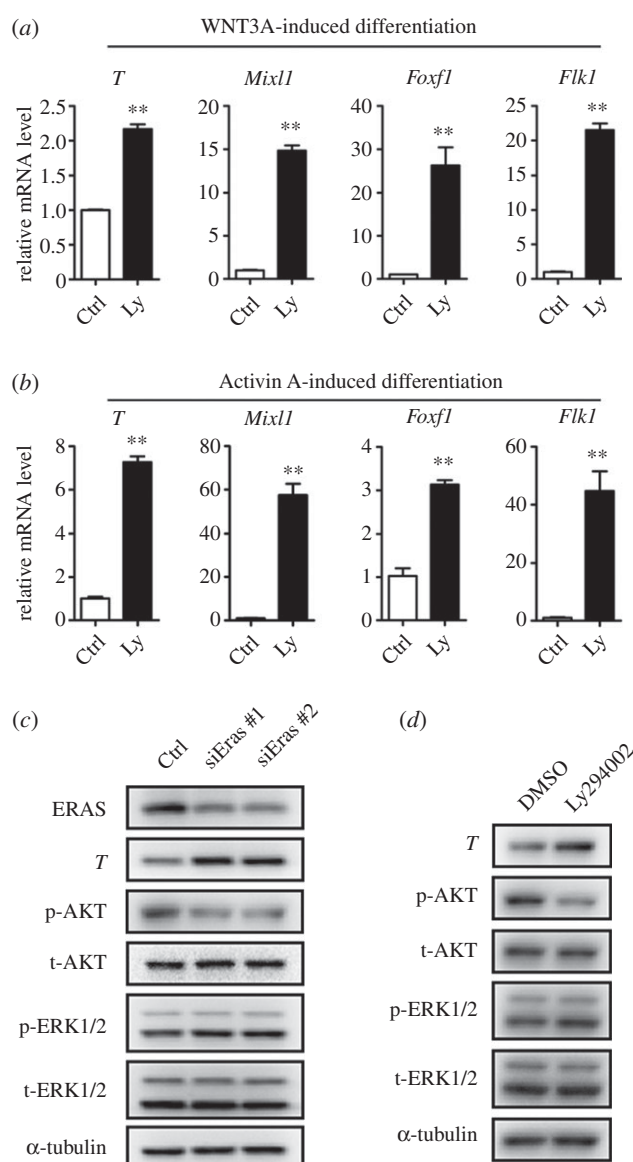 (a)
WNT3A-induced differentiation
T Mixl1 Foxf1 Flk1
relative mRNA level
2.5 2.0 1.5 1.0 0.5 0
**
Ctrl Ly
20 15 10 5 0
**
Ctrl Ly
40 30 20 10 0
**
Ctrl Ly
25 20 15 10 5 0
**
Ctrl Ly
(b)
Activin A-induced differentiation
T Mixl1 Foxf1 Flk1
relative mRNA level
8 6 4 2 0
**
Ctrl Ly
80 60 40 20 0
**
Ctrl Ly
4 3 2 1 0
**
Ctrl Ly
60 40 20 0
**
Ctrl Ly
(c)
Ctrl siEras #1 siEras #2
ERAS
T
p-AKT
t-AKT
p-ERK1/2
t-ERK1/2
α-tubulin
(d)
DMSO Ly294002
T
p-AKT
t-AKT
p-ERK1/2
t-ERK1/2
α-tubulin